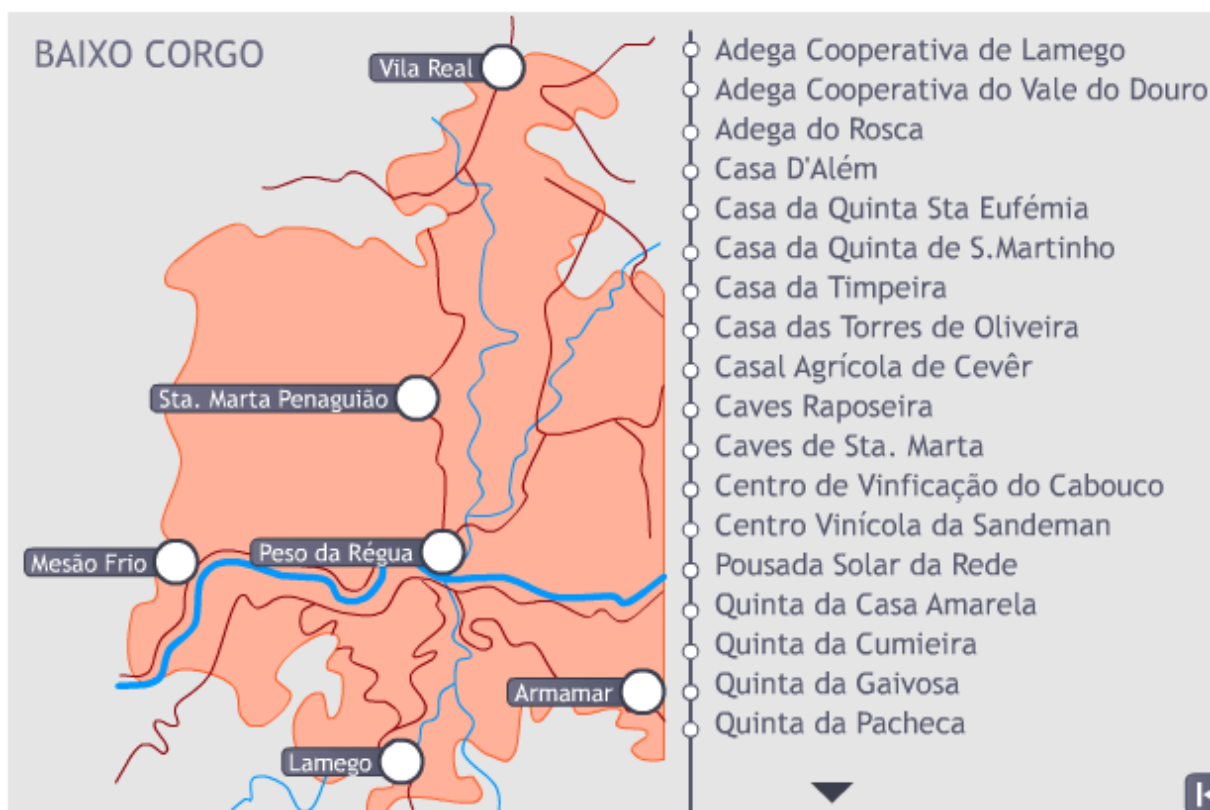 BAIXO CORGO
Vila Real
Sta. Marta Penaguião
Mesão Frio
Peso da Régua
Armamar
Lamego
Adega Cooperativa de Lamego
Adega Cooperativa do Vale do Douro
Adega do Rosca
Casa D'Além
Casa da Quinta Sta Eufémia
Casa da Quinta de S.Martinho
Casa da Timpeira
Casa das Torres de Oliveira
Casal Agrícola de Cevêr
Caves Raposeira
Caves de Sta. Marta
Centro de Vinficação do Cabouco
Centro Vinícola da Sandeman
Pousada Solar da Rede
Quinta da Casa Amarela
Quinta da Cumieira
Quinta da Gaivosa
Quinta da Pacheca